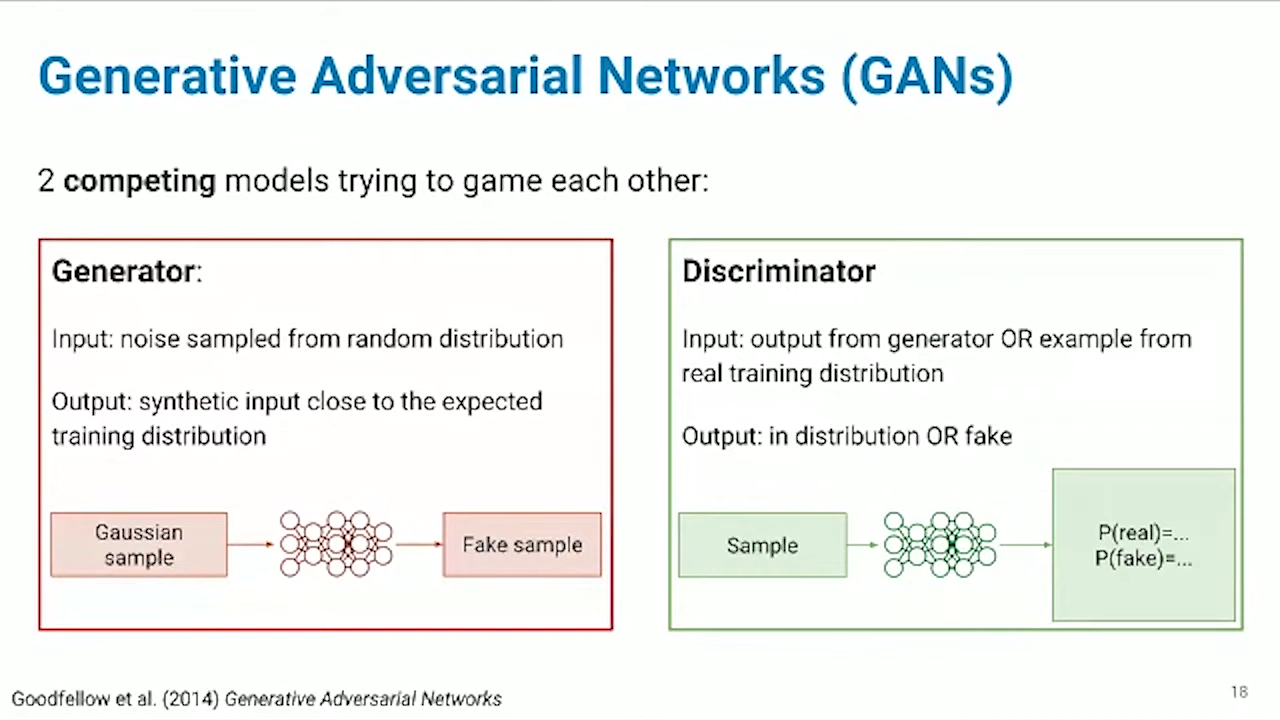 Generative Adversarial Networks (GANs)
2 competing models trying to game each other:
Generator:
Input: noise sampled from random distribution
Output: synthetic input close to the expected
training distribution
Gaussian
sample
Fake sample
Discriminator
Input: output from generator OR example from
real training distribution
Output: in distribution OR fake
Sample
P(real)=...
P(fake)=...
Goodfellow et al. (2014) Generative Adversarial Networks
18